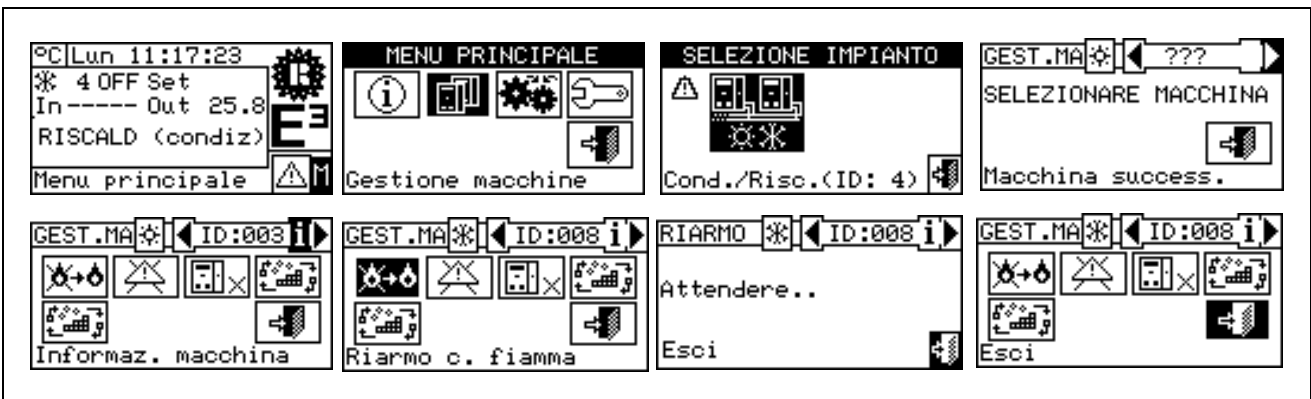 °C Lun 11:17:23
4 OFF Set
In ----- Out 25.8
RISCALD (condiz)
E³
Menu principale M
MENU PRINCIPALE
Gestione macchine
SELEZIONE IMPIANTO
Cond./Risc.(ID: 4)
GEST.MA ???
SELEZIONARE MACCHINA
Macchina success.
GEST.MA ID:003 i
Informaz. macchina
GEST.MA ID:008 i
Riarmo c. fiamma
RIARMO ID:008 i
Attendere..
Esci
GEST.MA ID:008 i
Esci